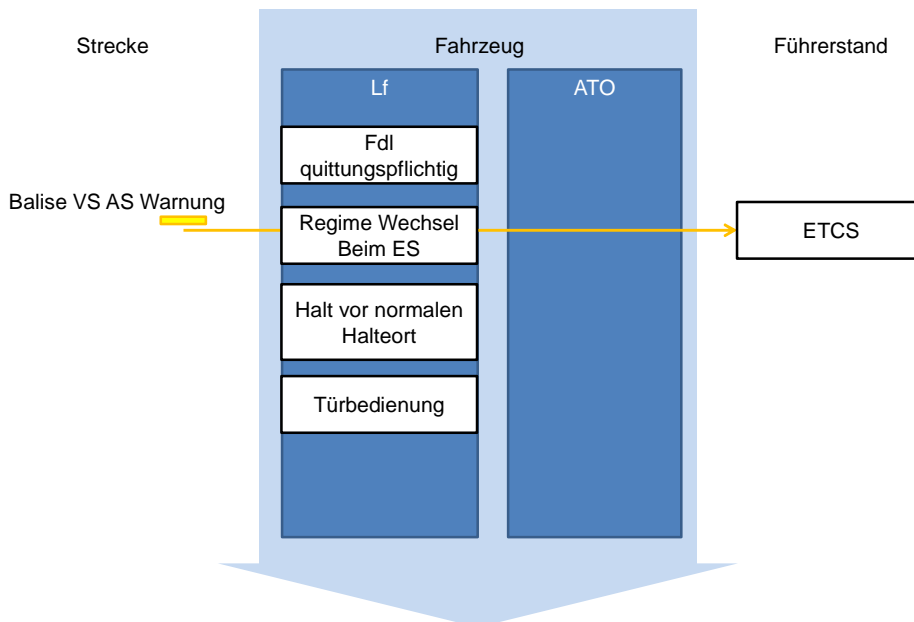 Strecke
Fahrzeug
Führerstand
Lf
ATO
Fdl
quittungspflichtig
Balise VS AS Warnung
Regime Wechsel
Beim ES
ETCS
Halt vor normalen
Halteort
Türbedienung